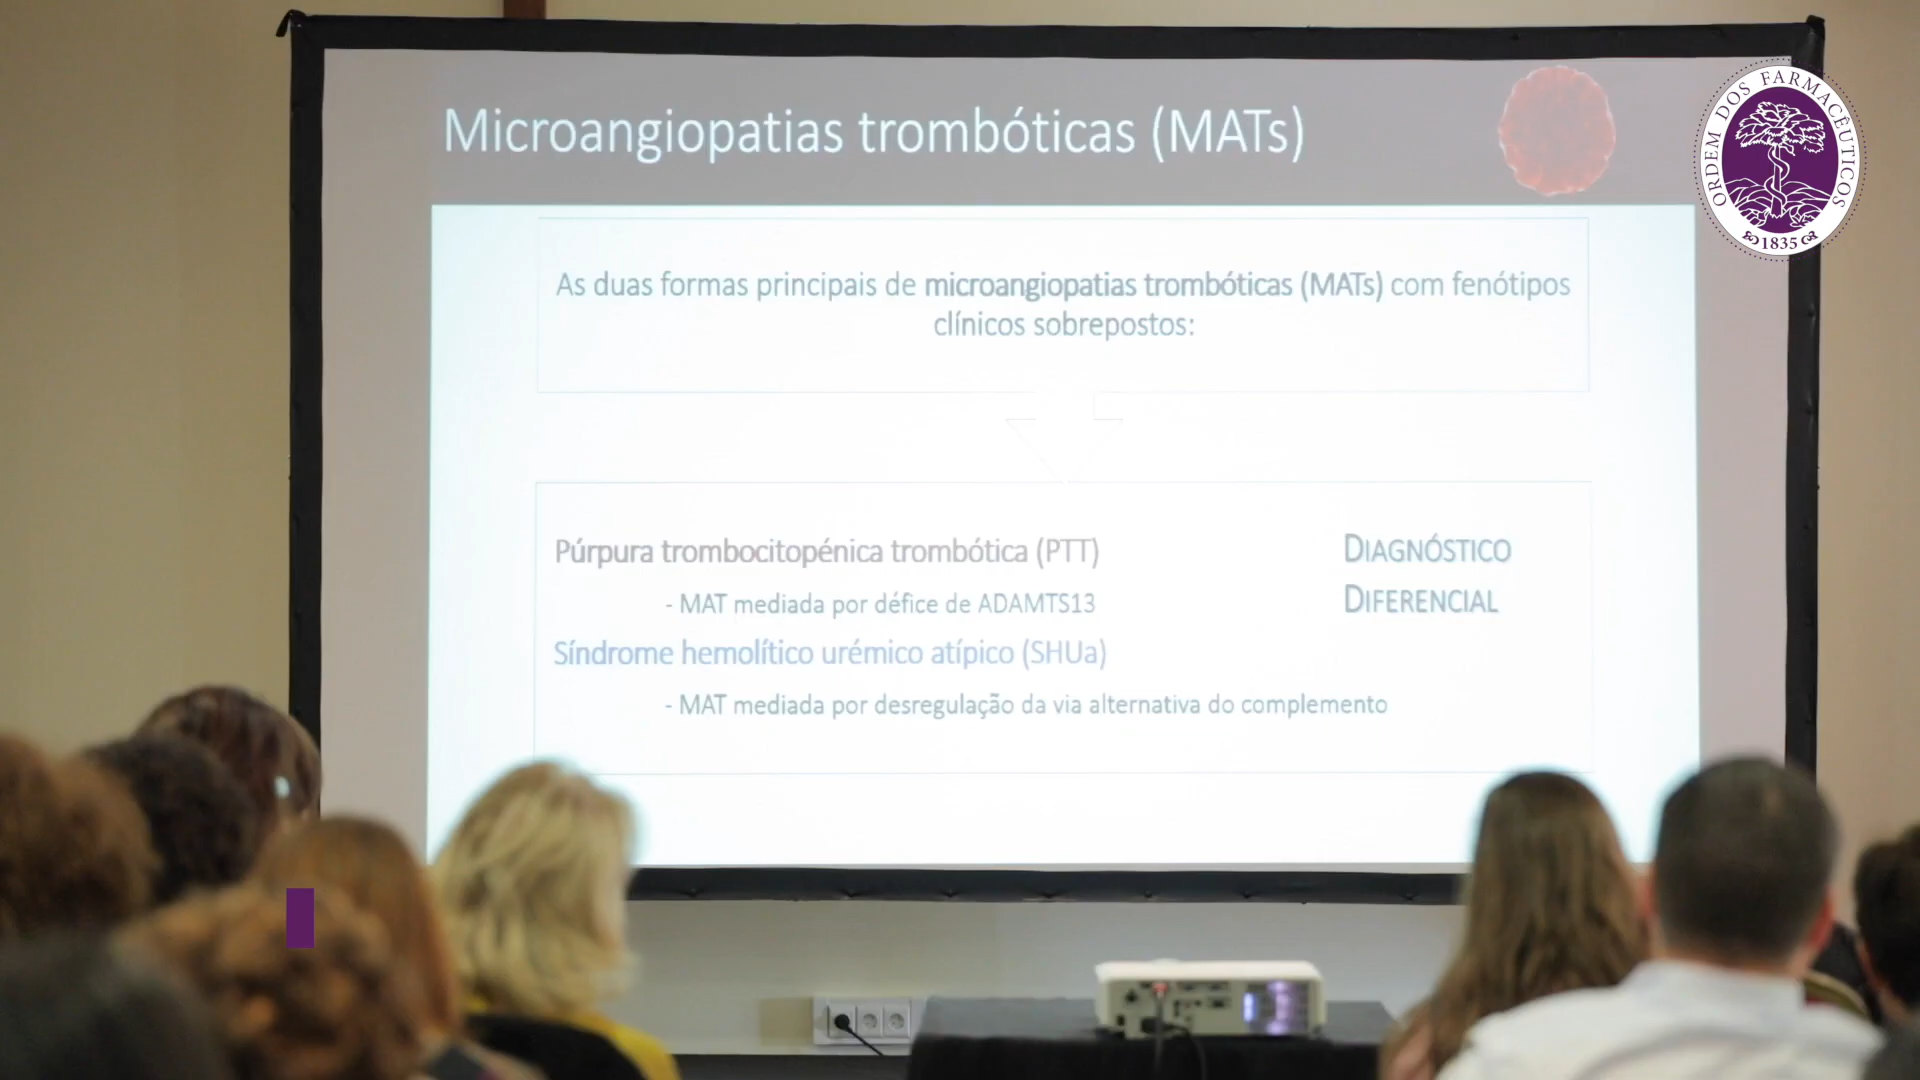 Microangiopatias trombóticas (MATs)
ORDEM DOS FARMACÊUTICOS
1835
As duas formas principais de microangiopatias trombóticas (MATs) com fenótipos
clínicos sobrepostos:
Púrpura trombocitopénica trombótica (PTT)
- MAT mediada por défice de ADAMTS13
Síndrome hemolítico urémico atípico (SHUa)
- MAT mediada por desregulação da via alternativa do complemento
DIAGNÓSTICO
DIFERENCIAL